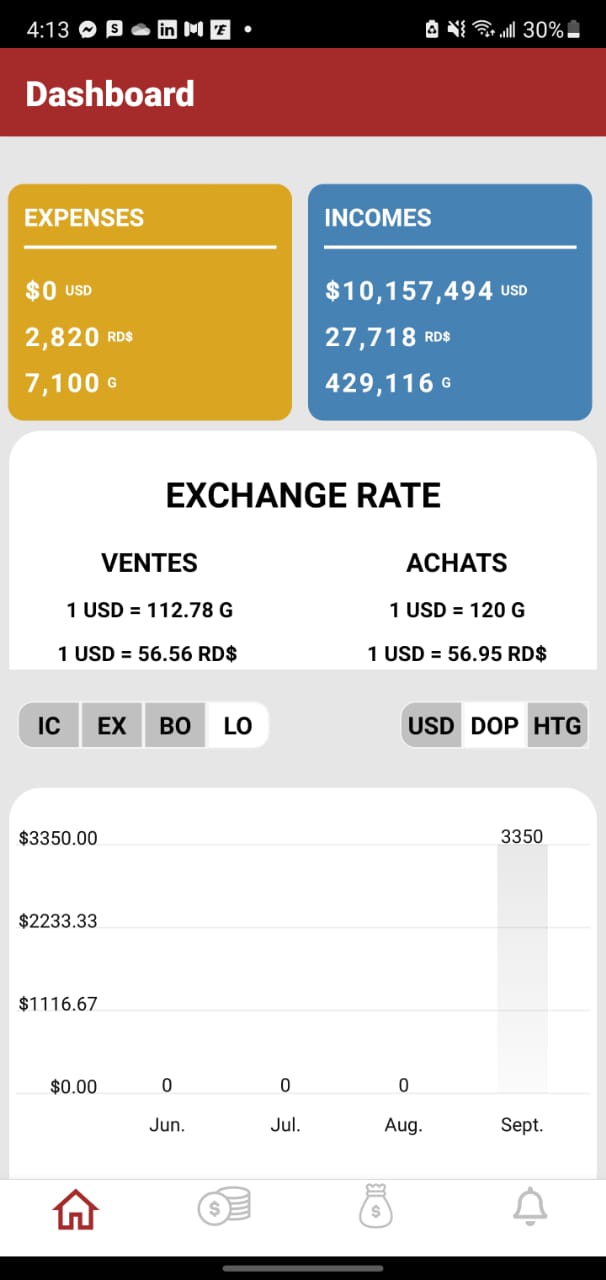 4:13
30%
Dashboard
EXPENSES
$0 USD
2,820 RD$
7,100 G
INCOMES
$10,157,494 USD
27,718 RD$
429,116 G
EXCHANGE RATE
VENTES
1 USD = 112.78 G
1 USD = 56.56 RD$
ACHATS
1 USD = 120 G
1 USD = 56.95 RD$
IC EX BO LO
USD DOP HTG
3350
$3350.00
$2233.33
$1116.67
$0.00 0 0 0
Jun. Jul. Aug. Sept.